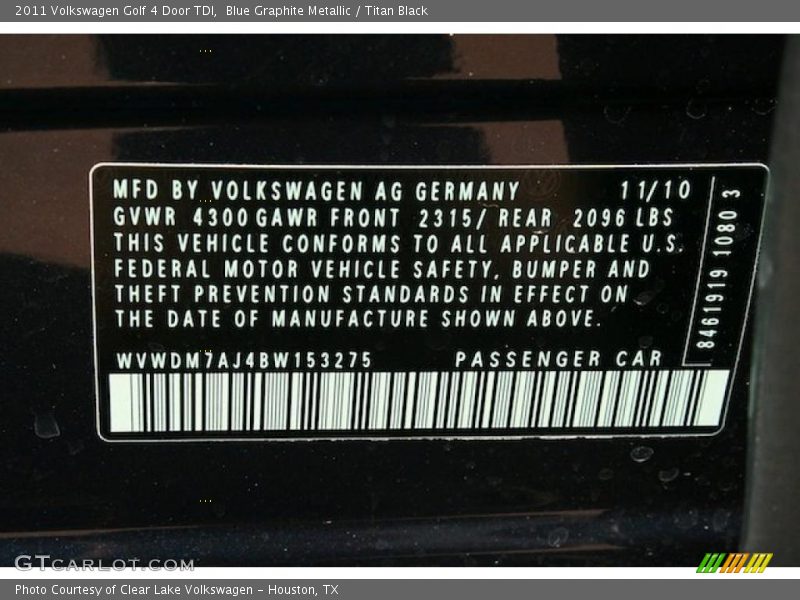 2011 Volkswagen Golf 4 Door TDI,  Blue Graphite Metallic / Titan Black
MFD BY VOLKSWAGEN AG GERMANY 11/10
GVWR 4300 GAWR FRONT 2315/ REAR 2096 LBS
THIS VEHICLE CONFORMS TO ALL APPLICABLE U.S.
FEDERAL MOTOR VEHICLE SAFETY, BUMPER AND
THEFT PREVENTION STANDARDS IN EFFECT ON
THE DATE OF MANUFACTURE SHOWN ABOVE.
WVWDM7AJ4BW153275 PASSENGER CAR
8461919 1080 3
GTCARLOT.COM
Photo Courtesy of Clear Lake Volkswagen – Houston, TX